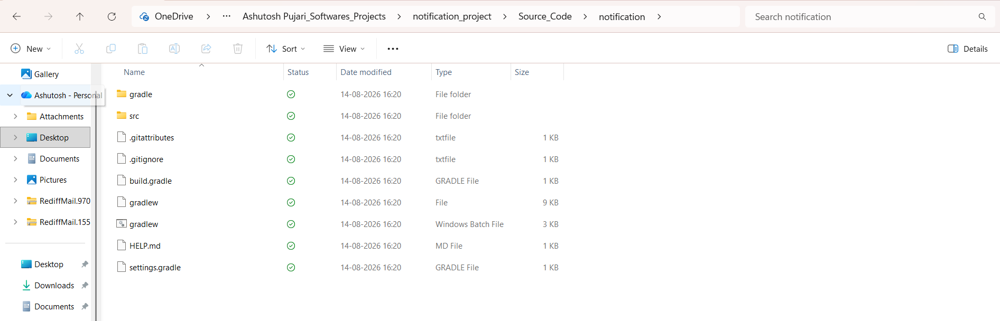 OneDrive > ... Ashutosh Pujari_Softwares_Projects > notification_project > Source_Code > notification >
Search notification
New
Sort
View
...
Details
Gallery
Ashutosh - Personal
Attachments
Desktop
Documents
Pictures
RediffMail.970
RediffMail.155
Desktop
Downloads
Documents
Name Status Date modified Type Size
gradle 14-08-2026 16:20 File folder
src 14-08-2026 16:20 File folder
.gitattributes 14-08-2026 16:20 txtfile 1 KB
.gitignore 14-08-2026 16:20 txtfile 1 KB
build.gradle 14-08-2026 16:20 GRADLE File 1 KB
gradlew 14-08-2026 16:20 File 9 KB
gradlew 14-08-2026 16:20 Windows Batch File 3 KB
HELP.md 14-08-2026 16:20 MD File 1 KB
settings.gradle 14-08-2026 16:20 GRADLE File 1 KB